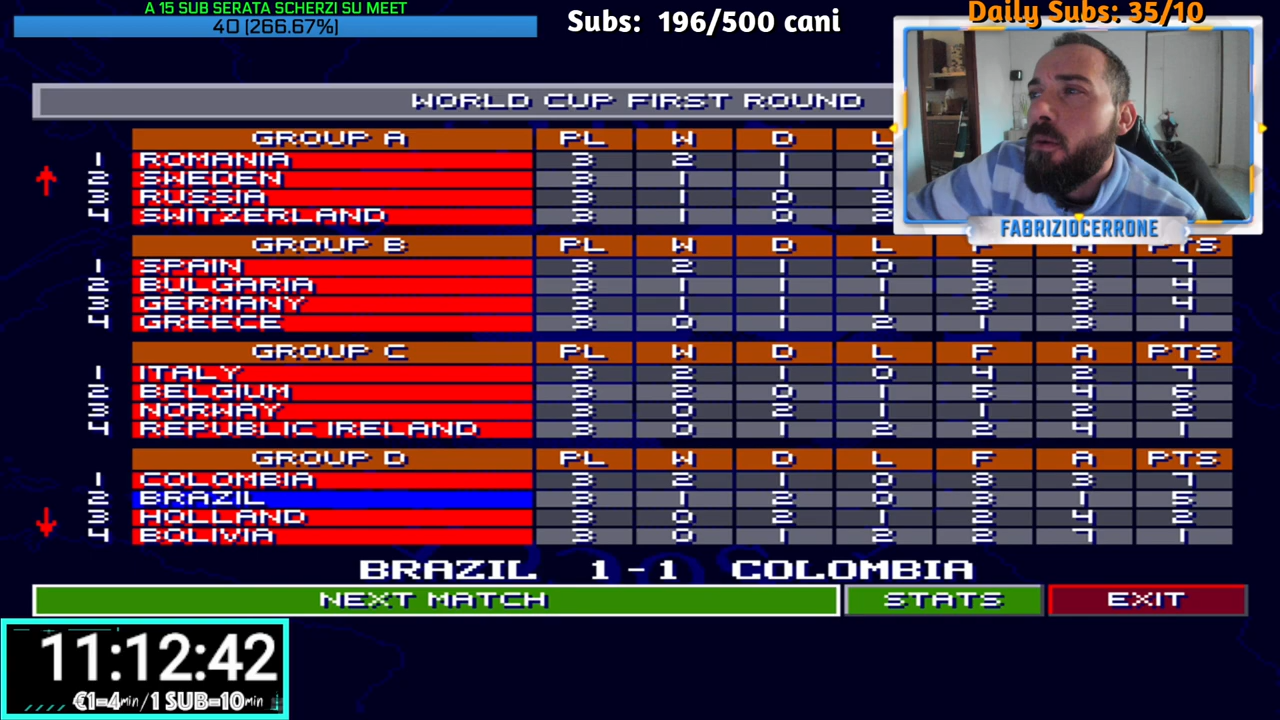 A 15 SUB SERATA SCHERZI SU MEET
40 (266.67%)
Subs: 196/500 cani
Daily Subs: 35/10
WORLD CUP FIRST ROUND
GROUP A PL W D L
1 ROMANIA 3 2 1 0
2 SWEDEN 3 1 1 1
3 RUSSIA 3 1 0 2
4 SWITZERLAND 3 1 0 2
FABRIZIOCERRONE
GROUP B PL W D L F A PTS
1 SPAIN 3 2 1 0 5 3 7
2 BULGARIA 3 1 1 1 3 3 4
3 GERMANY 3 1 1 1 3 3 4
4 GREECE 3 0 1 2 1 3 1
GROUP C PL W D L F A PTS
1 ITALY 3 2 1 0 4 2 7
2 BELGIUM 3 2 0 1 5 4 6
3 NORWAY 3 0 2 1 1 2 2
4 REPUBLIC IRELAND 3 0 1 2 2 4 1
GROUP D PL W D L F A PTS
1 COLOMBIA 3 2 1 0 8 3 7
2 BRAZIL 3 1 2 0 3 1 5
3 HOLLAND 3 0 2 1 2 4 2
4 BOLIVIA 3 0 1 2 2 7 1
BRAZIL 1-1 COLOMBIA
NEXT MATCH STATS EXIT
11:12:42
€1=4min/1 SUB=10min